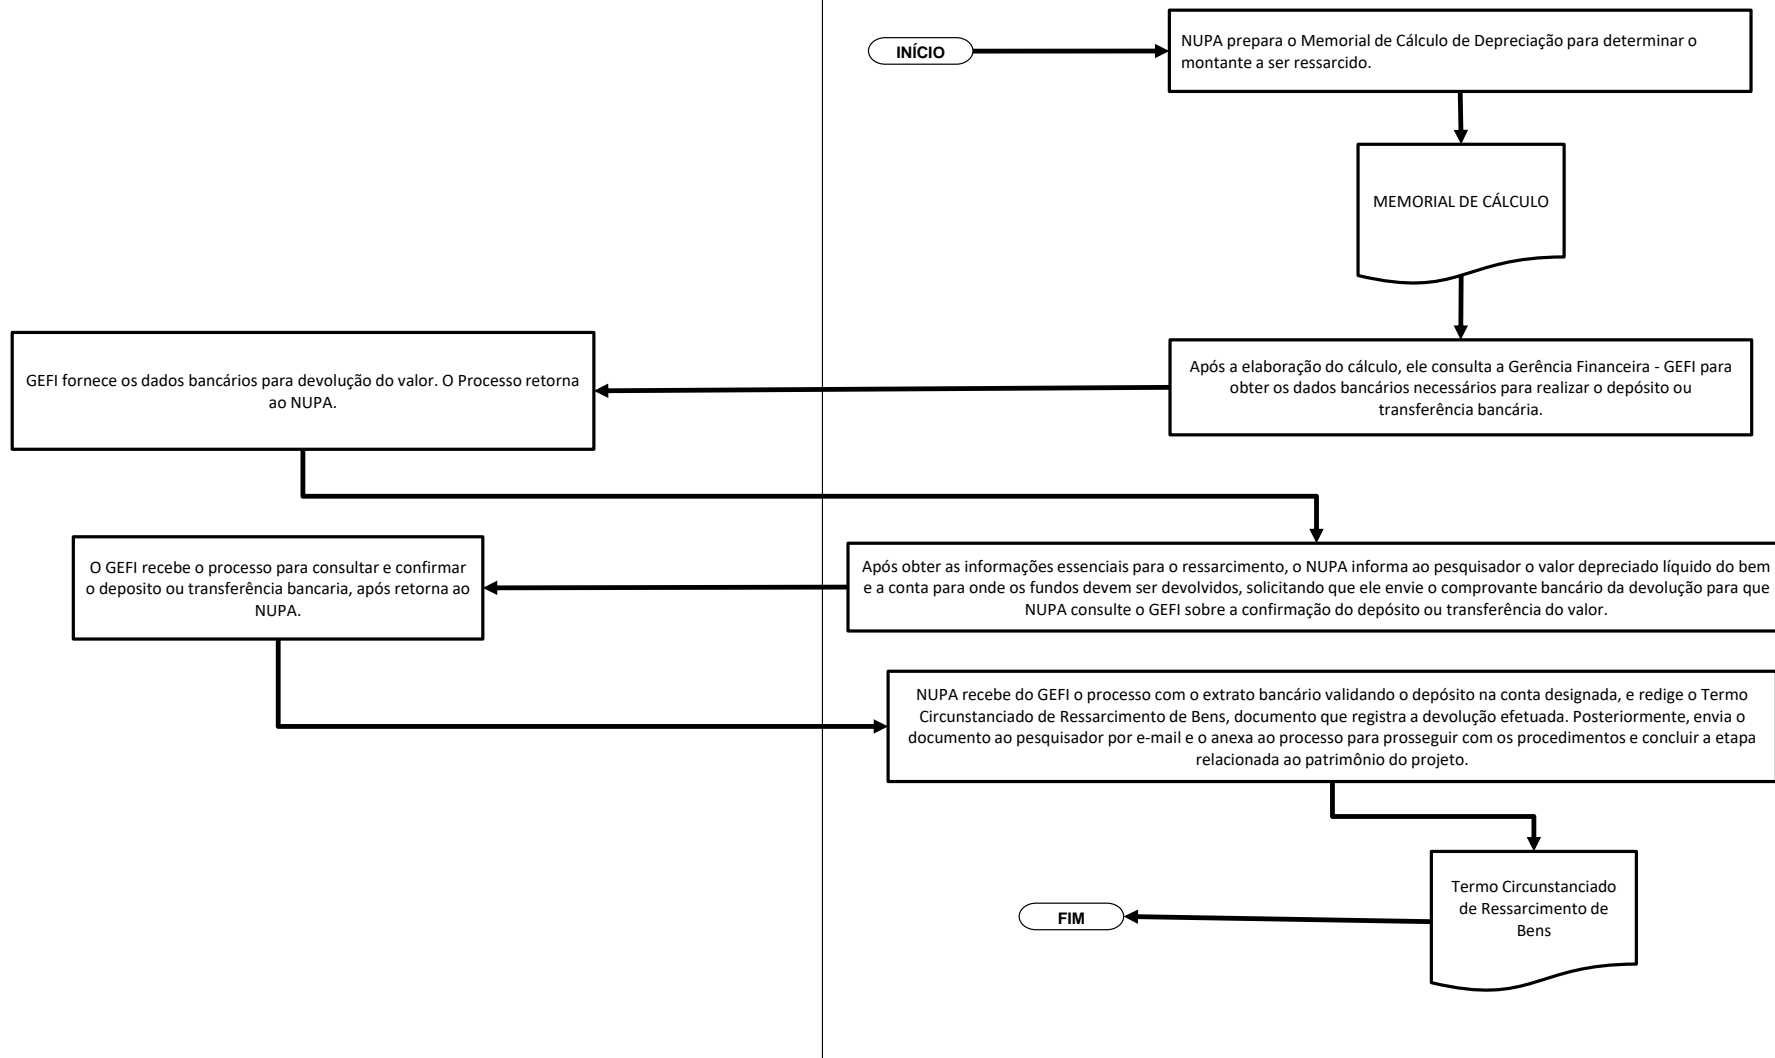 INÍCIO
NUPA prepara o Memorial de Cálculo de Depreciação para determinar o
montante a ser ressarcido.
MEMORIAL DE CÁLCULO
Após a elaboração do cálculo, ele consulta a Gerência Financeira - GEFI para
obter os dados bancários necessários para realizar o depósito ou
transferência bancária.
GEFI fornece os dados bancários para devolução do valor. O Processo retorna
ao NUPA.
Após obter as informações essenciais para o ressarcimento, o NUPA informa ao pesquisador o valor depreciado líquido do bem
e a conta para onde os fundos devem ser devolvidos, solicitando que ele envie o comprovante bancário da devolução para que
NUPA consulte o GEFI sobre a confirmação do depósito ou transferência do valor.
O GEFI recebe o processo para consultar e confirmar
o deposito ou transferência bancaria, após retorna ao
NUPA.
NUPA recebe do GEFI o processo com o extrato bancário validando o depósito na conta designada, e redige o Termo
Circunstanciado de Ressarcimento de Bens, documento que registra a devolução efetuada. Posteriormente, envia o
documento ao pesquisador por e-mail e o anexa ao processo para prosseguir com os procedimentos e concluir a etapa
relacionada ao patrimônio do projeto.
Termo Circunstanciado
de Ressarcimento de
Bens
FIM